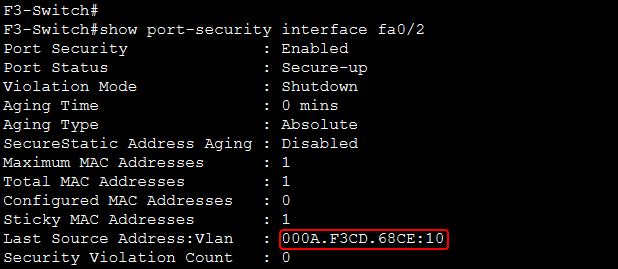 F3-Switch#
F3-Switch#show port-security interface fa0/2
Port Security              : Enabled
Port Status                : Secure-up
Violation Mode             : Shutdown
Aging Time                 : 0 mins
Aging Type                 : Absolute
SecureStatic Address Aging : Disabled
Maximum MAC Addresses      : 1
Total MAC Addresses        : 1
Configured MAC Addresses   : 0
Sticky MAC Addresses       : 1
Last Source Address:Vlan   : 000A.F3CD.68CE:10
Security Violation Count   : 0